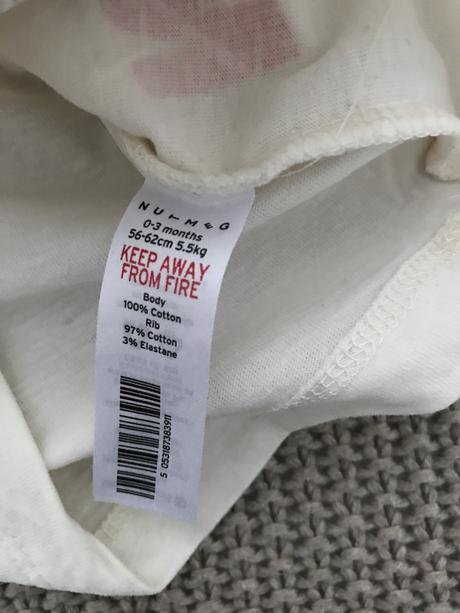 NUTMEG
0-3 months
56-62cm 5.5kg
KEEP AWAY
FROM FIRE
Body
100% Cotton
Rib
97% Cotton
3% Elastane
5 053187383911